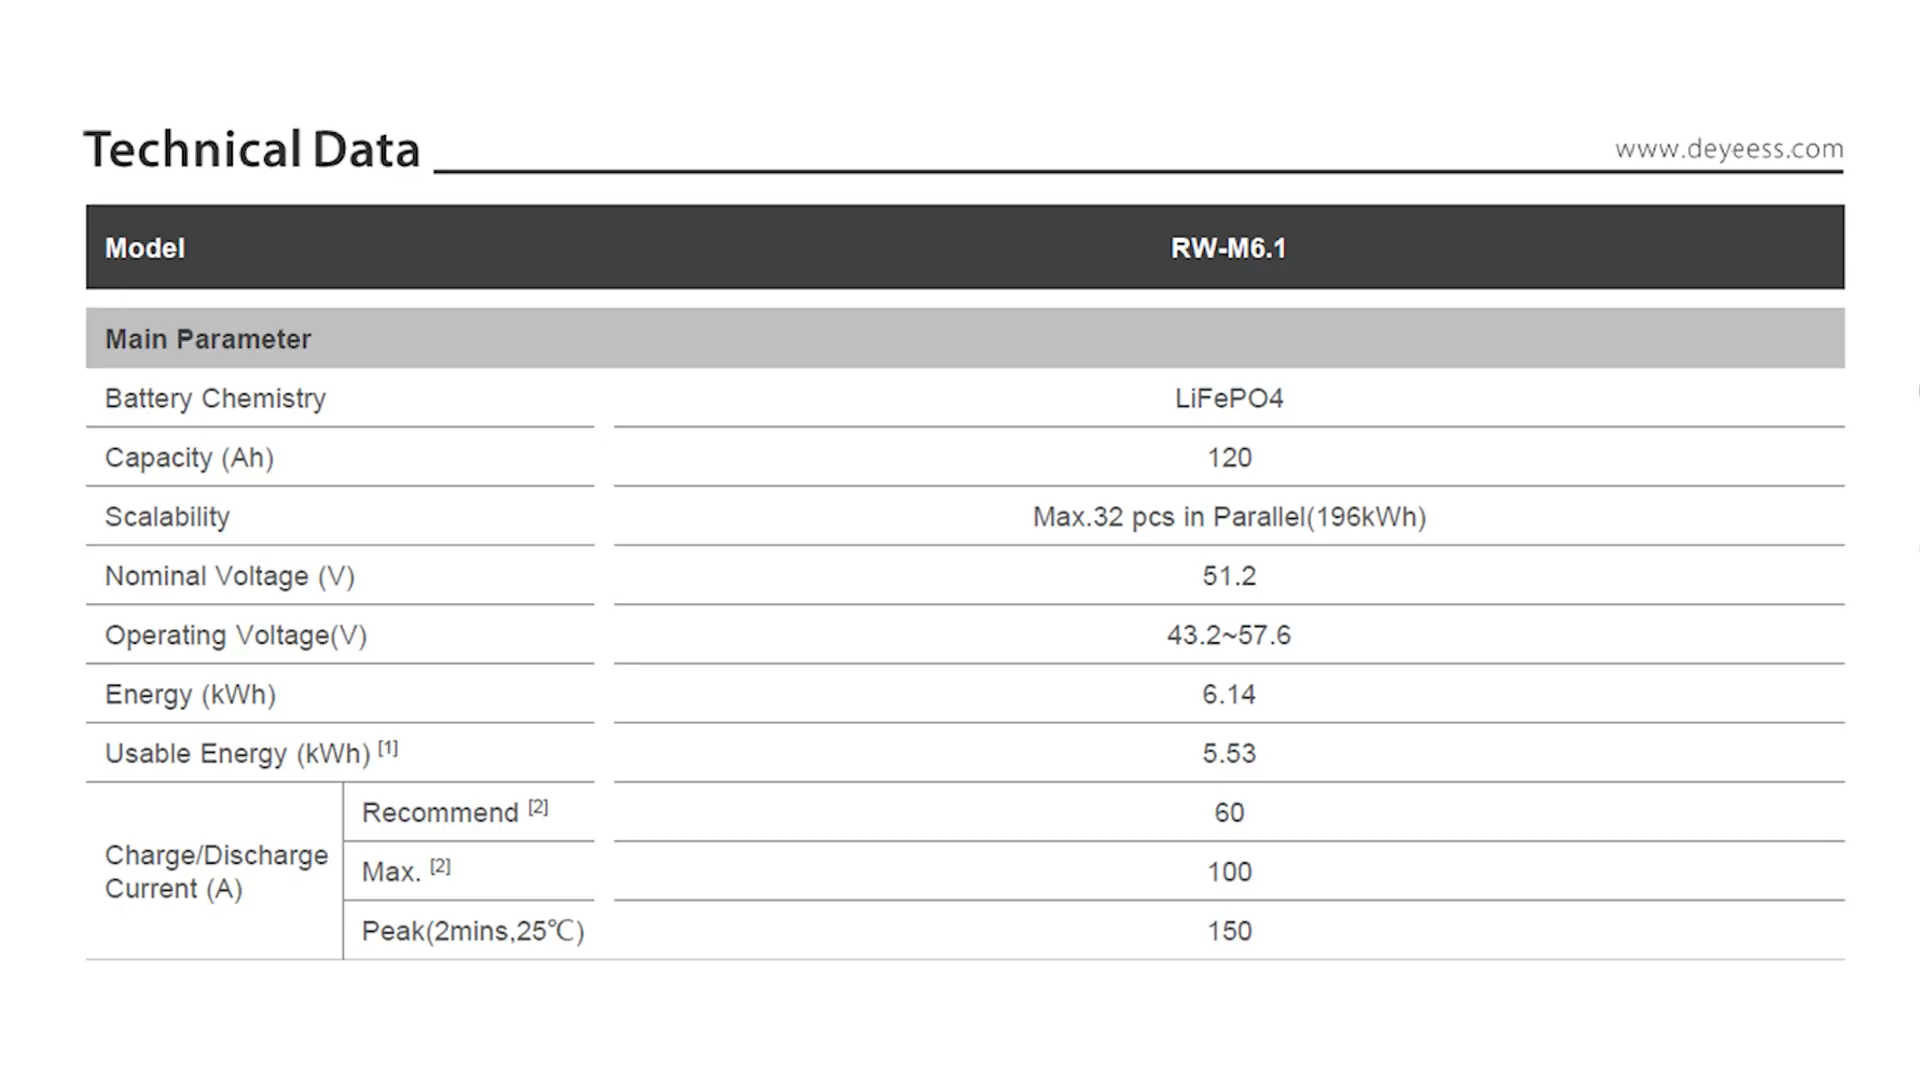 Technical Data
www.deyeess.com
Model RW-M6.1
Main Parameter
Battery Chemistry LiFePO4
Capacity (Ah) 120
Scalability Max.32 pcs in Parallel(196kWh)
Nominal Voltage (V) 51.2
Operating Voltage(V) 43.2~57.6
Energy (kWh) 6.14
Usable Energy (kWh) [1] 5.53
Charge/Discharge
Current (A)
Recommend [2] 60
Max. [2] 100
Peak(2mins,25℃) 150